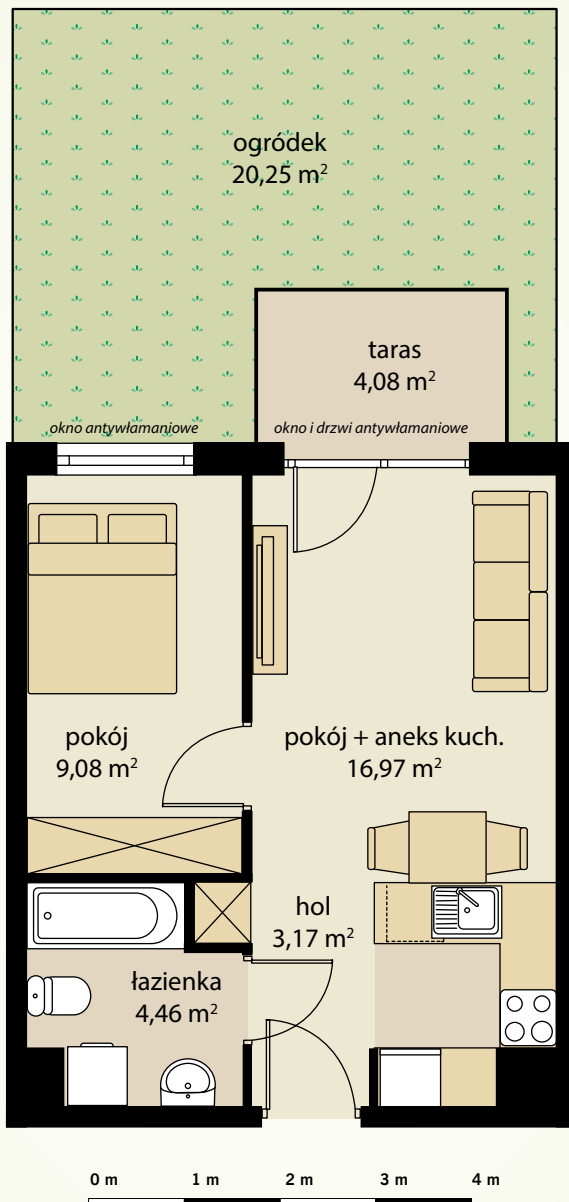 ogródek
20,25 m²
taras
4,08 m²
okno antywłamaniowe
okno i drzwi antywłamaniowe
pokój
9,08 m²
pokój + aneks kuch.
16,97 m²
hol
3,17 m²
łazienka
4,46 m²
0 m 1 m 2 m 3 m 4 m